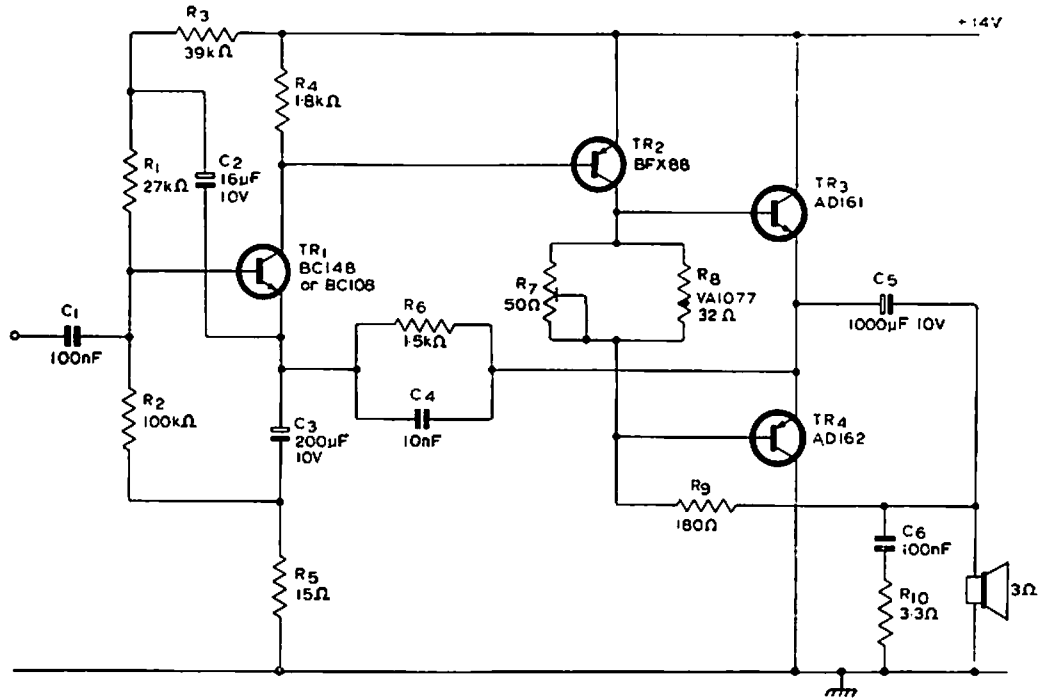 R3
39kΩ
+14V
R4
1·8kΩ
R1
27kΩ
C2
16µF
10V
TR2
BFX88
TR3
AD161
TR1
BC148
or BC108
R7
50Ω
R8
VA1077
32Ω
C5
1000µF 10V
C1
100nF
R6
1·5kΩ
C4
10nF
R2
100kΩ
C3
200µF
10V
TR4
AD162
R9
180Ω
C6
100nF
R5
15Ω
R10
3·3Ω
3Ω